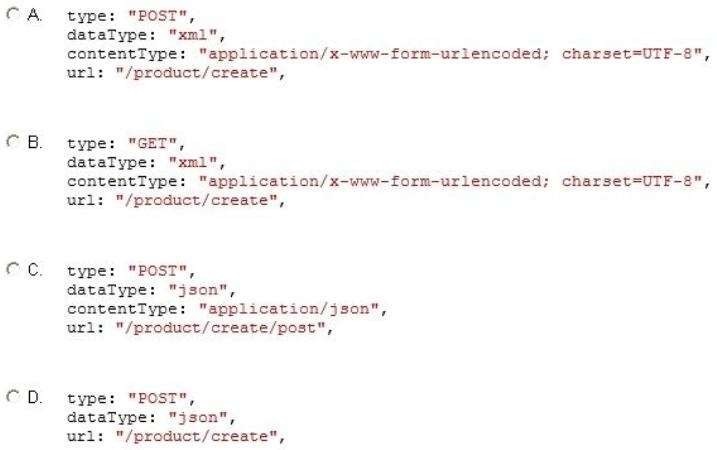 A. type: "POST",
dataType: "xml",
contentType: "application/x-www-form-urlencoded; charset=UTF-8",
url: "/product/create",
B. type: "GET",
dataType: "xml",
contentType: "application/x-www-form-urlencoded; charset=UTF-8",
url: "/product/create",
C. type: "POST",
dataType: "json",
contentType: "application/json",
url: "/product/create/post",
D. type: "POST",
dataType: "json",
url: "/product/create",